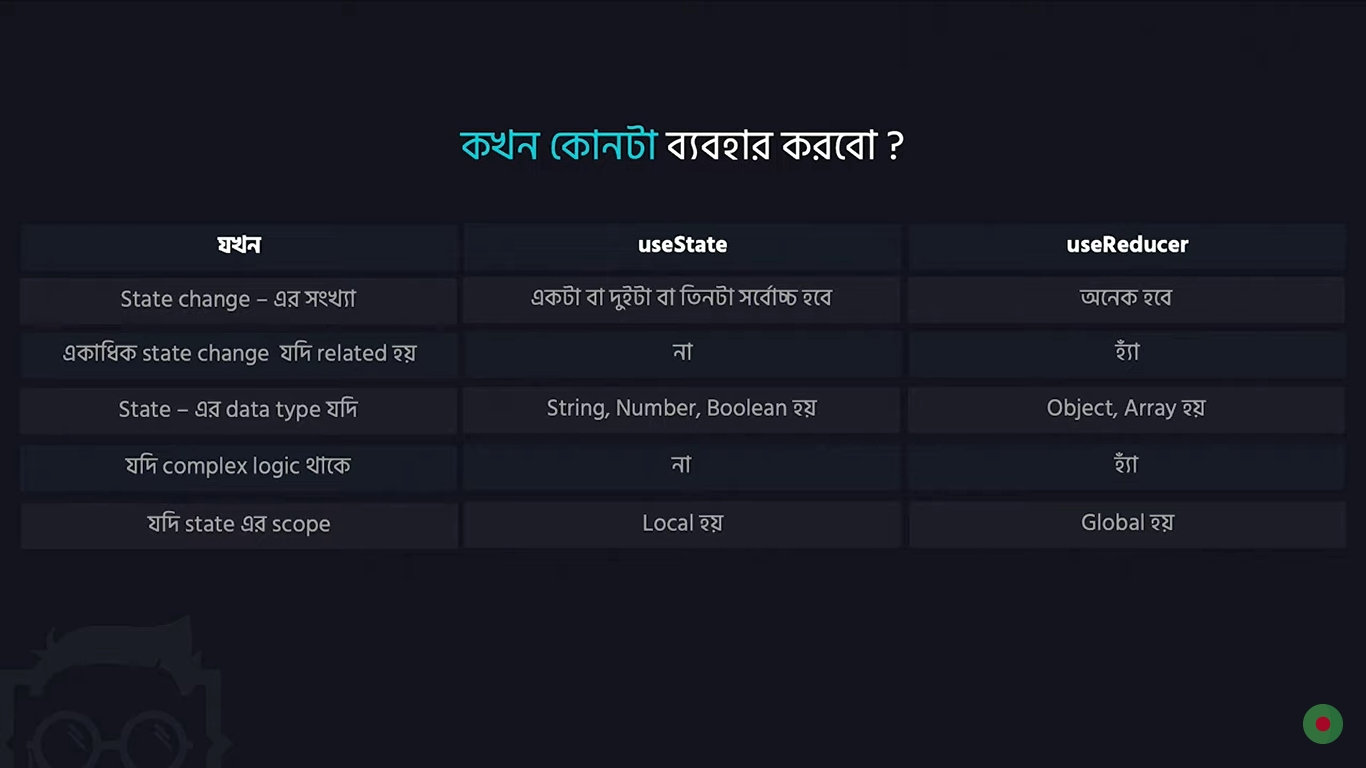 কখন কোনটা ব্যবহার করবো ?
যখন useState useReducer
State change – এর সংখ্যা একটা বা দুইটা বা তিনটা সর্বোচ্চ হবে অনেক হবে
একাধিক state change যদি related হয় না হ্যাঁ
State – এর data type যদি String, Number, Boolean হয় Object, Array হয়
যদি complex logic থাকে না হ্যাঁ
যদি state এর scope Local হয় Global হয়